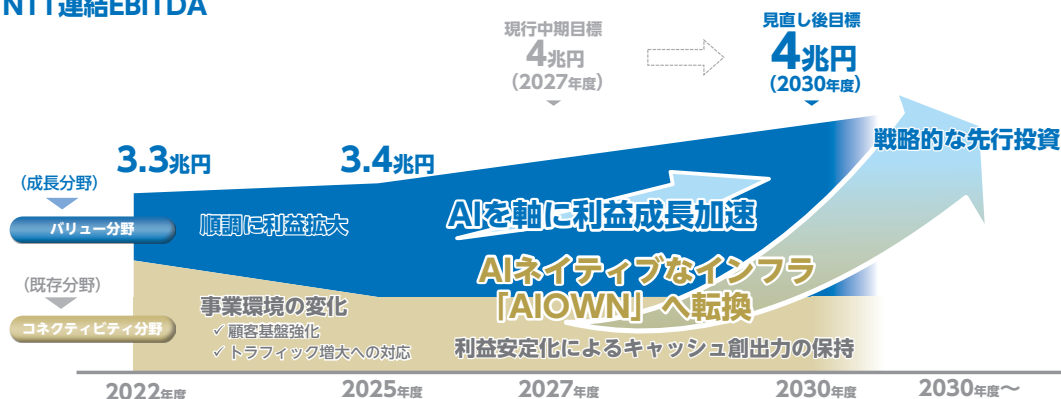 NTT連結EBITDA
現行中期目標
4兆円
(2027年度)
見直し後目標
4兆円
(2030年度)
3.3兆円
3.4兆円
戦略的な先行投資
(成長分野)
バリュー分野
順調に利益拡大
AIを軸に利益成長加速
(既存分野)
コネクティビティ分野
事業環境の変化
✓顧客基盤強化
✓トラフィック増大への対応
AIネイティブなインフラ
「AIOWN」へ転換
利益安定化によるキャッシュ創出力の保持
2022年度
2025年度
2027年度
2030年度
2030年度～